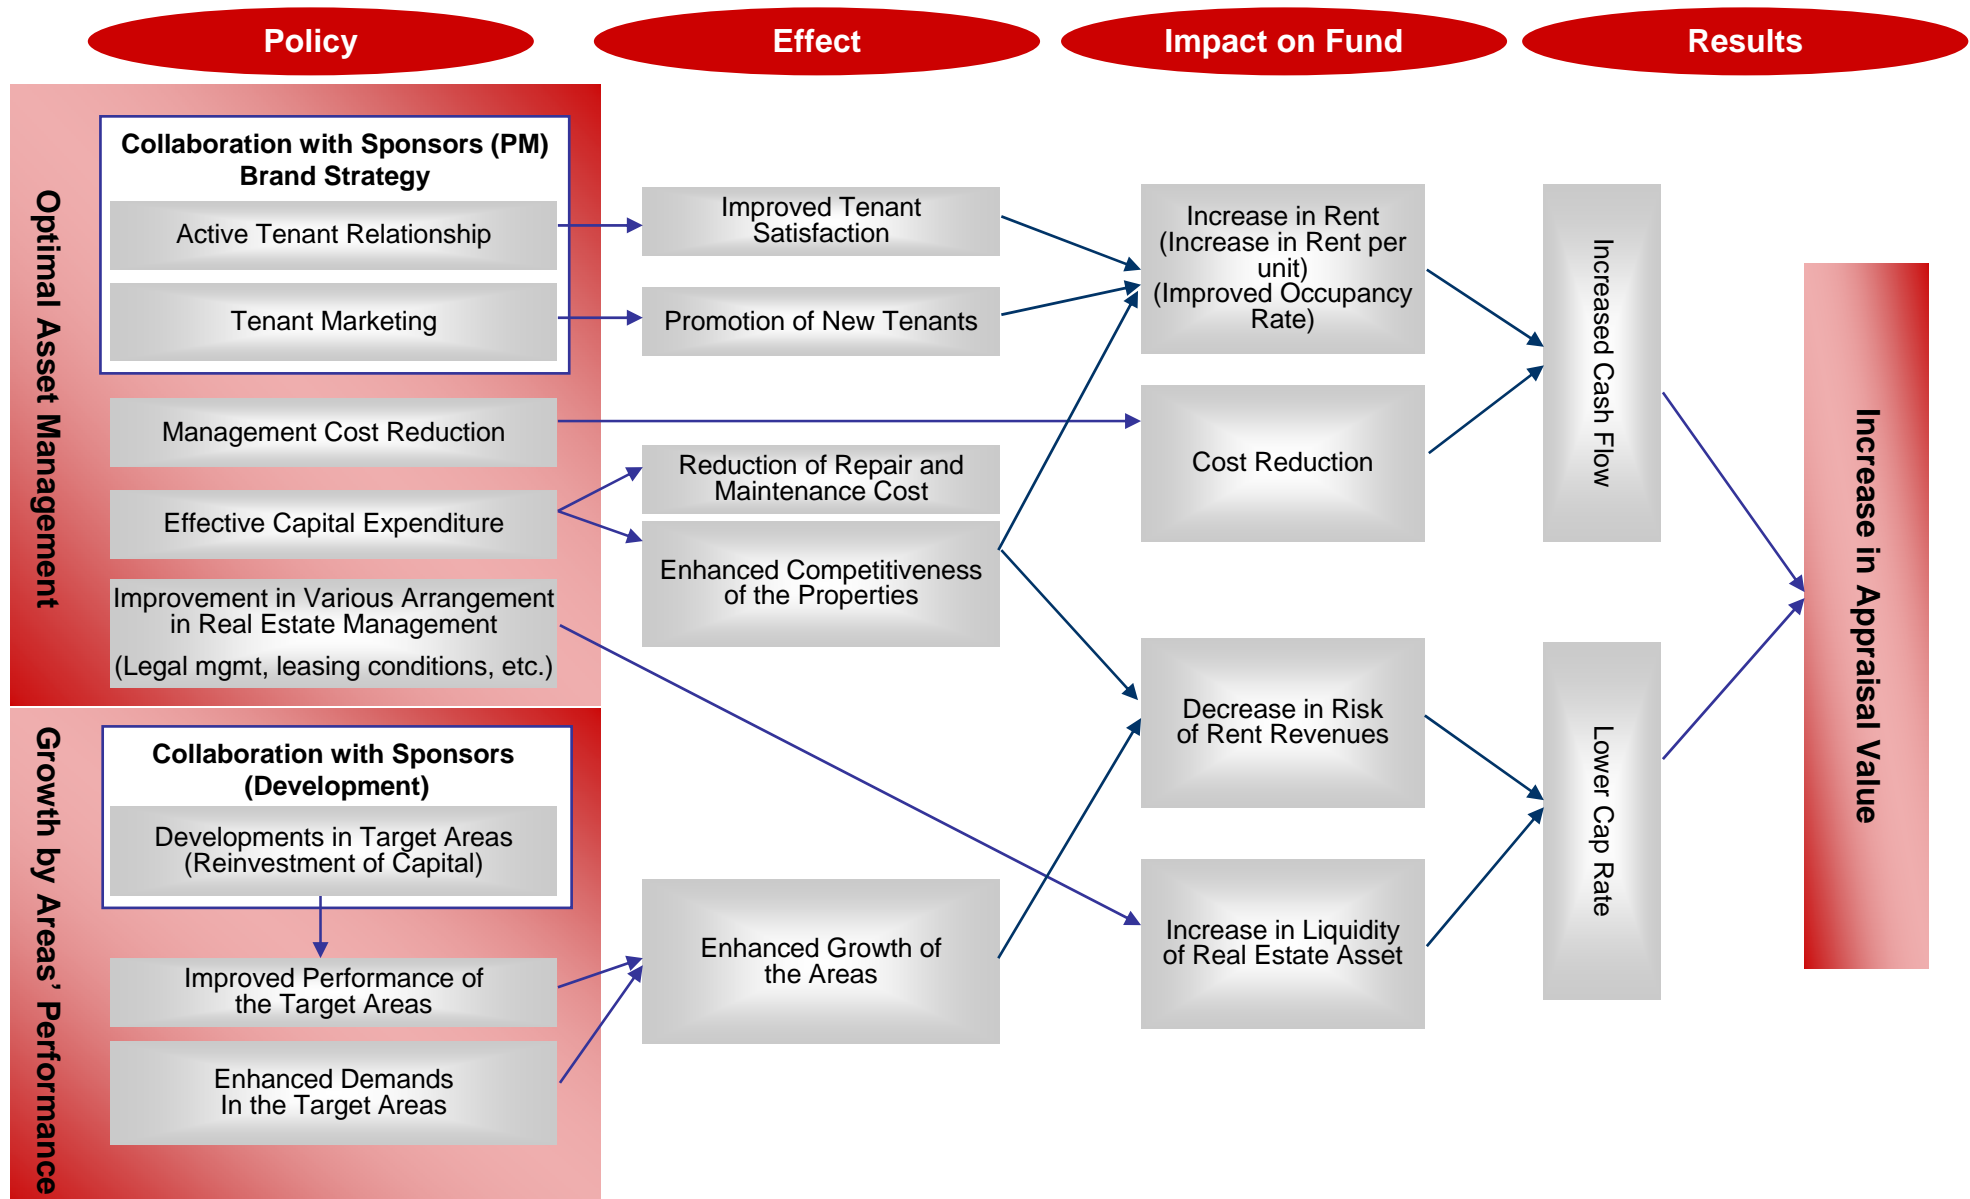 Policy
Effect
Impact on Fund
Results
Optimal Asset Management
Collaboration with Sponsors (PM)
Brand Strategy
Active Tenant Relationship
Tenant Marketing
Management Cost Reduction
Effective Capital Expenditure
Improvement in Various Arrangement
in Real Estate Management
(Legal mgmt, leasing conditions, etc.)
Growth by Areas’ Performance
Collaboration with Sponsors
(Development)
Developments in Target Areas
(Reinvestment of Capital)
Improved Performance of
the Target Areas
Enhanced Demands
In the Target Areas
Improved Tenant
Satisfaction
Promotion of New Tenants
Reduction of Repair and
Maintenance Cost
Enhanced Competitiveness
of the Properties
Enhanced Growth of
the Areas
Increase in Rent
(Increase in Rent per
unit)
(Improved Occupancy
Rate)
Cost Reduction
Decrease in Risk
of Rent Revenues
Increase in Liquidity
of Real Estate Asset
Increased Cash Flow
Lower Cap Rate
Increase in Appraisal Value